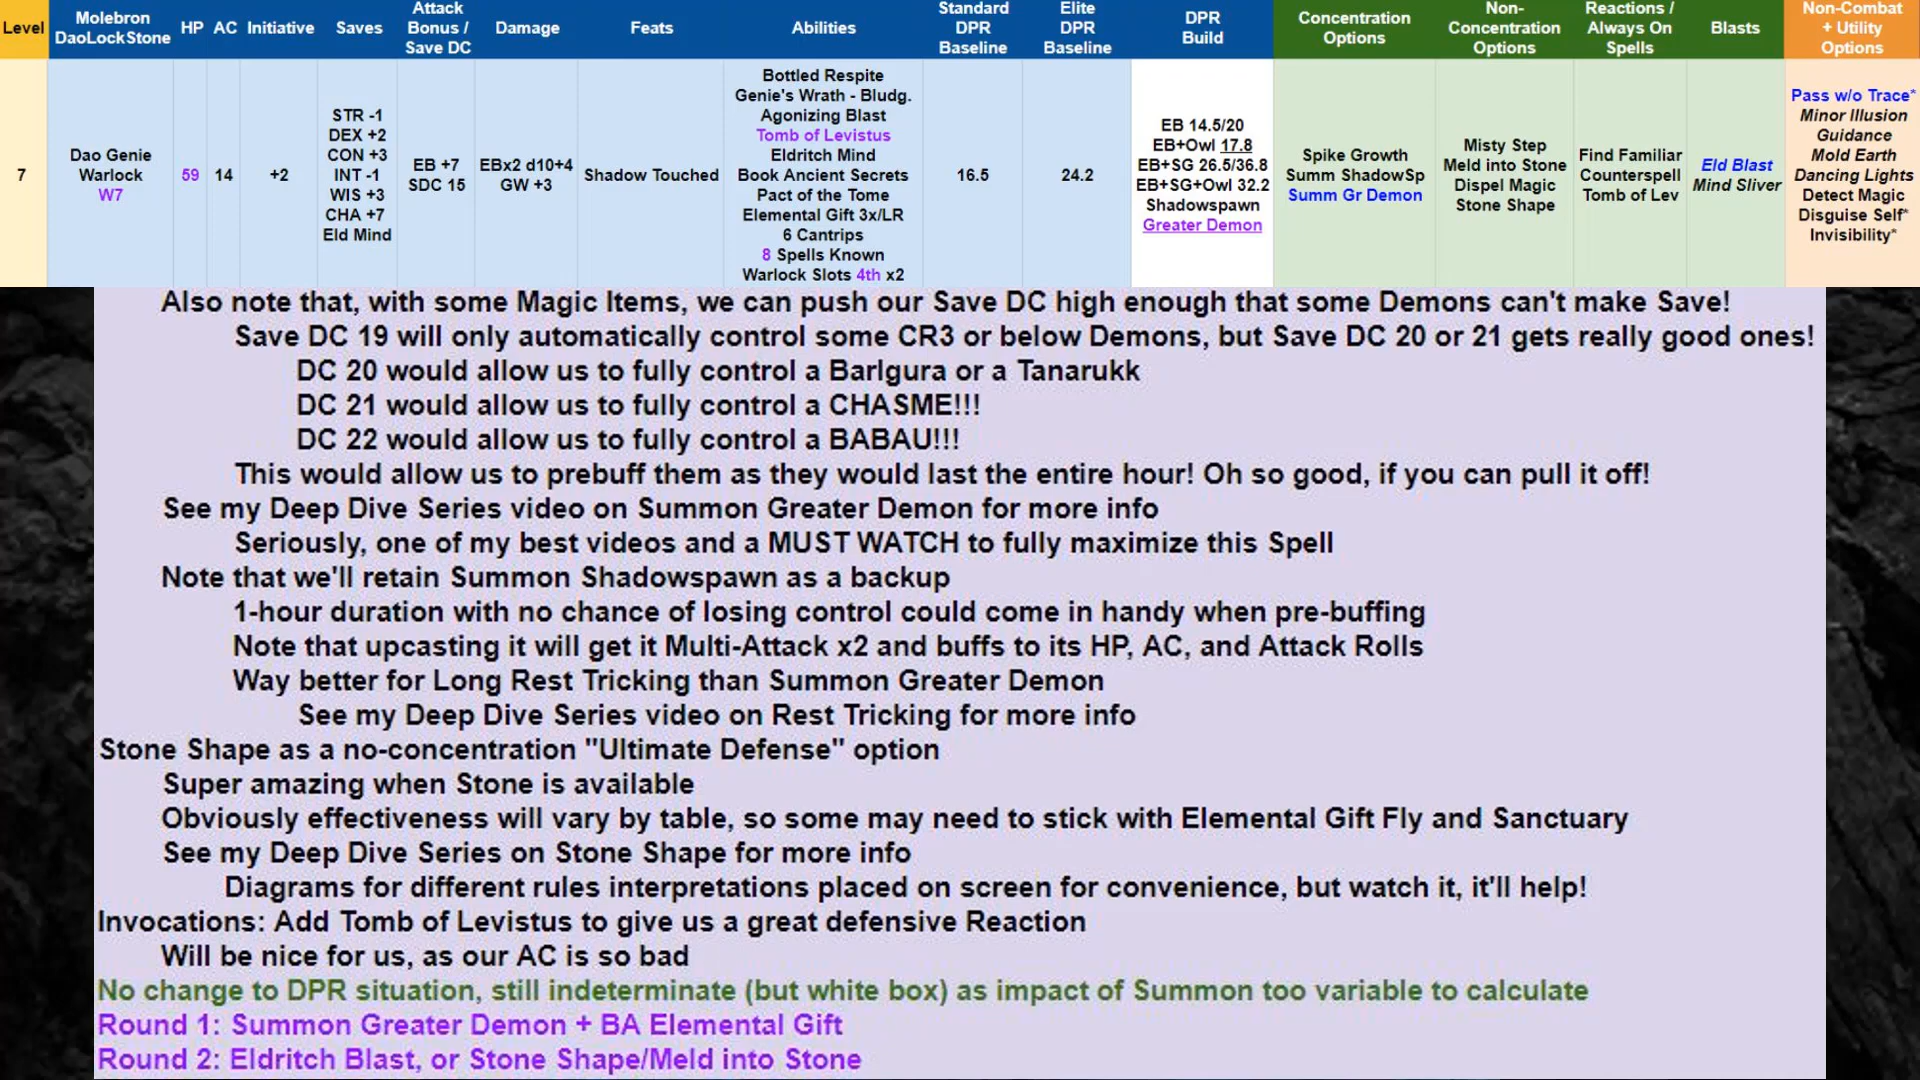 Level
Molebron
DaoLockStone
HP
AC
Initiative
Saves
Attack
Bonus /
Save DC
Damage
Feats
Abilities
Standard
DPR
Baseline
Elite
DPR
Baseline
DPR
Build
Concentration
Options
Non-
Concentration
Options
Reactions /
Always On
Spells
Blasts
Non-Combat
+ Utility
Options
7
Dao Genie
Warlock
W7
59
14
+2
STR -1
DEX +2
CON +3
INT -1
WIS +3
CHA +7
Eld Mind
EB +7
SDC 15
EBx2 d10+4
GW +3
Shadow Touched
Bottled Respite
Genie's Wrath - Bludg.
Agonizing Blast
Tomb of Levistus
Eldritch Mind
Book Ancient Secrets
Pact of the Tome
Elemental Gift 3x/LR
6 Cantrips
8 Spells Known
Warlock Slots 4th x2
16.5
24.2
EB 14.5/20
EB+Owl 17.8
EB+SG 26.5/36.8
EB+SG+Owl 32.2
Shadowspawn
Greater Demon
Spike Growth
Summ ShadowSp
Summ Gr Demon
Misty Step
Meld into Stone
Dispel Magic
Stone Shape
Find Familiar
Counterspell
Tomb of Lev
Eld Blast
Mind Sliver
Pass w/o Trace*
Minor Illusion
Guidance
Mold Earth
Dancing Lights
Detect Magic
Disguise Self*
Invisibility*
Also note that, with some Magic Items, we can push our Save DC high enough that some Demons can't make Save!
Save DC 19 will only automatically control some CR3 or below Demons, but Save DC 20 or 21 gets really good ones!
DC 20 would allow us to fully control a Barlgura or a Tanarukk
DC 21 would allow us to fully control a CHASME!!!
DC 22 would allow us to fully control a BABAU!!!
This would allow us to prebuff them as they would last the entire hour! Oh so good, if you can pull it off!
See my Deep Dive Series video on Summon Greater Demon for more info
Seriously, one of my best videos and a MUST WATCH to fully maximize this Spell
Note that we'll retain Summon Shadowspawn as a backup
1-hour duration with no chance of losing control could come in handy when pre-buffing
Note that upcasting it will get it Multi-Attack x2 and buffs to its HP, AC, and Attack Rolls
Way better for Long Rest Tricking than Summon Greater Demon
See my Deep Dive Series video on Rest Tricking for more info
Stone Shape as a no-concentration "Ultimate Defense" option
Super amazing when Stone is available
Obviously effectiveness will vary by table, so some may need to stick with Elemental Gift Fly and Sanctuary
See my Deep Dive Series on Stone Shape for more info
Diagrams for different rules interpretations placed on screen for convenience, but watch it, it'll help!
Invocations: Add Tomb of Levistus to give us a great defensive Reaction
Will be nice for us, as our AC is so bad
No change to DPR situation, still indeterminate (but white box) as impact of Summon too variable to calculate
Round 1: Summon Greater Demon + BA Elemental Gift
Round 2: Eldritch Blast, or Stone Shape/Meld into Stone